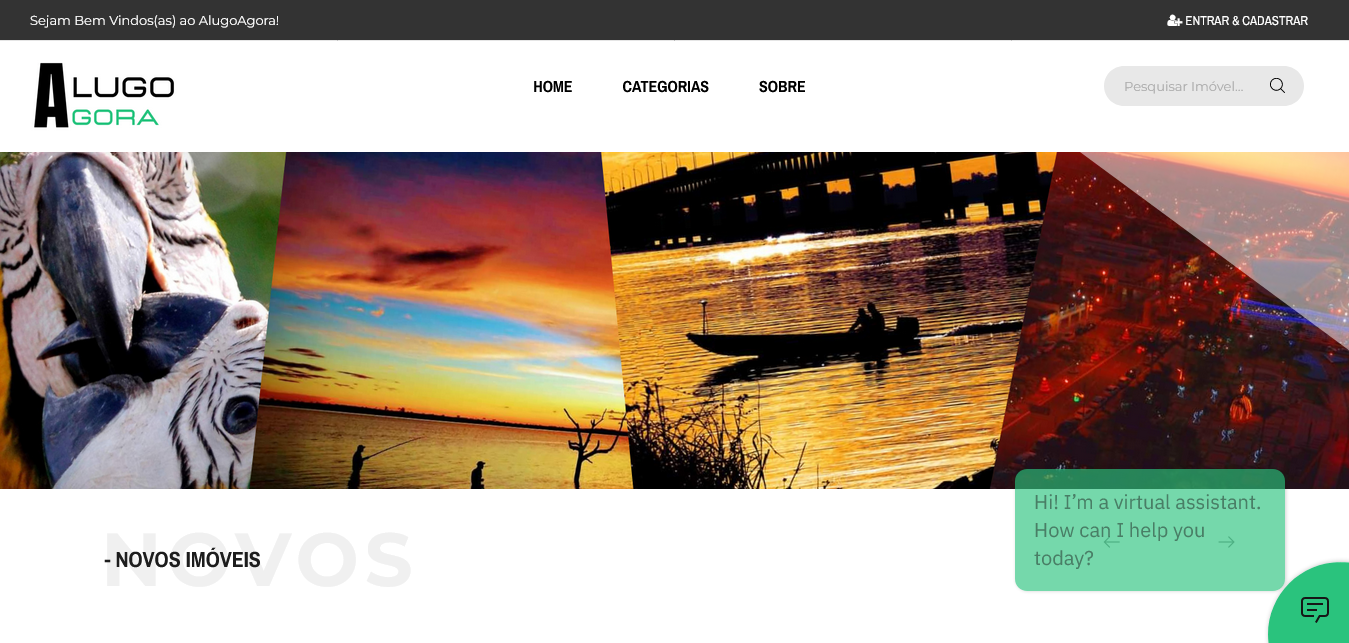 Sejam Bem Vindos(as) ao AlugoAgora!
ENTRAR & CADASTRAR
ALUGO
AGORA
HOME
CATEGORIAS
SOBRE
Pesquisar Imóvel...
NOVOS
- NOVOS IMÓVEIS
Hi! I’m a virtual assistant.
How can I help you
today?